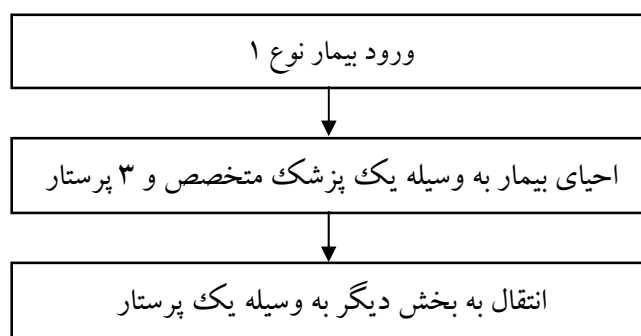 ورود بیمار نوع ۱
احیای بیمار به وسیله یک پزشک متخصص و ۳ پرستار
انتقال به بخش دیگر به وسیله یک پرستار